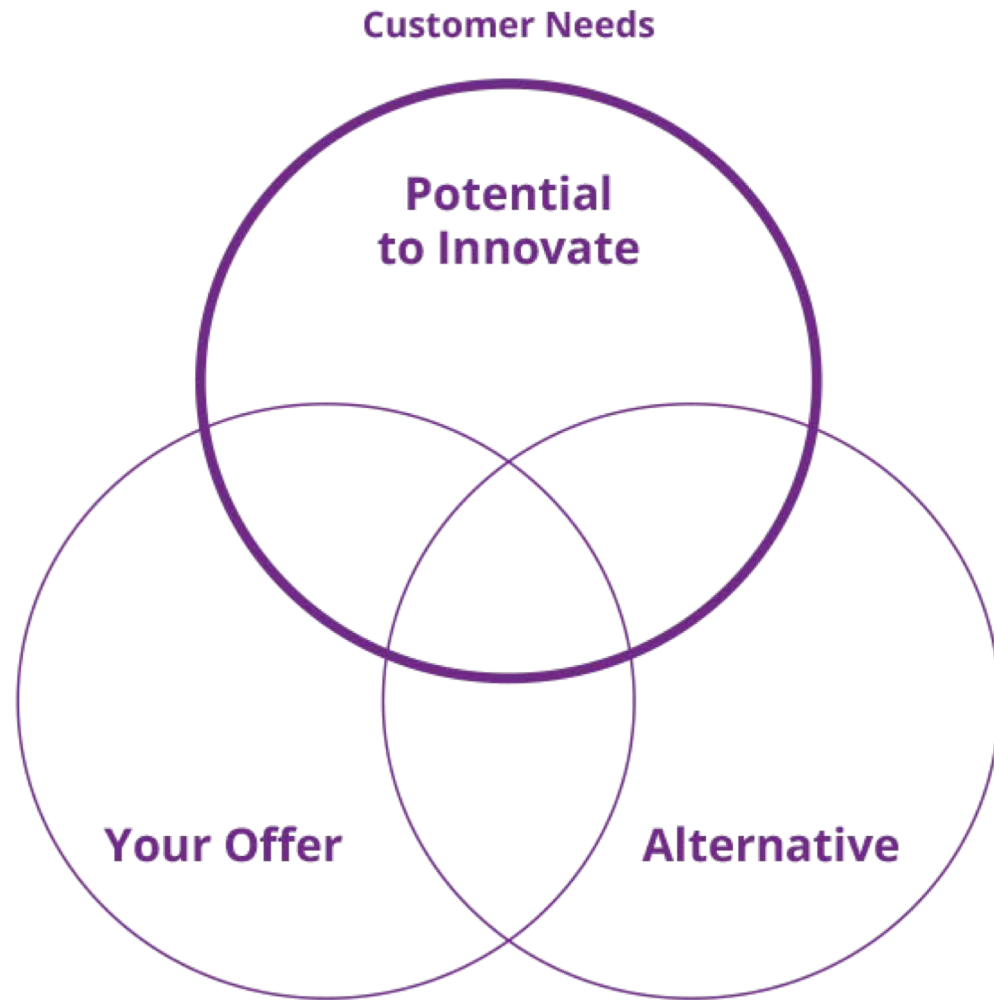 Customer Needs
Potential
to Innovate
Your Offer
Alternative